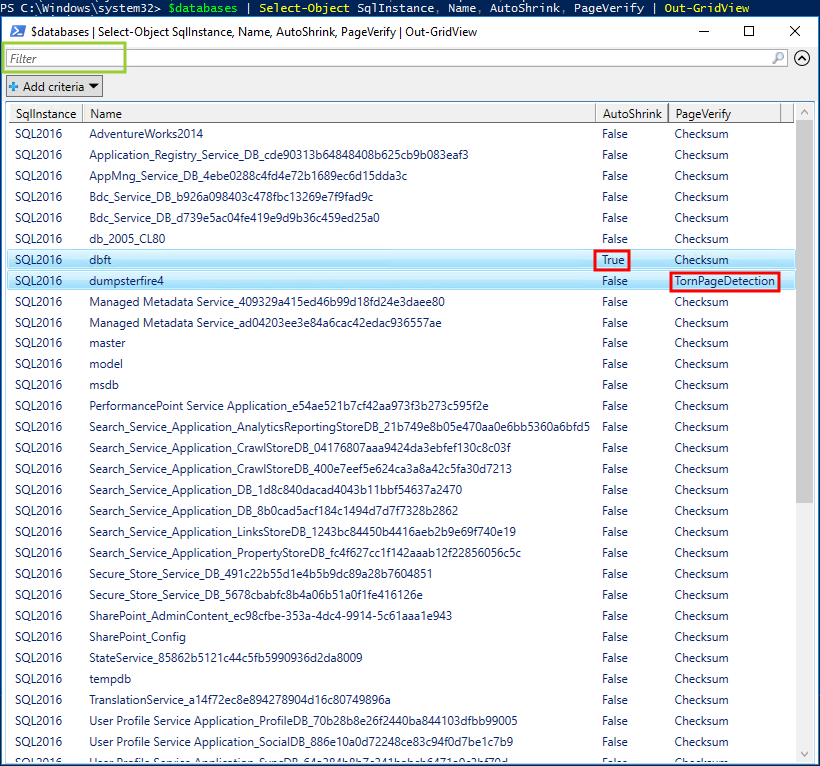 PS C:\Windows\system32> $databases | Select-Object SqlInstance, Name, AutoShrink, PageVerify | Out-GridView
$databases | Select-Object SqlInstance, Name, AutoShrink, PageVerify | Out-GridView
Filter
Add criteria
SqlInstance Name AutoShrink PageVerify
SQL2016 AdventureWorks2014 False Checksum
SQL2016 Application_Registry_Service_DB_cde90313b64848408b625cb9b083eaf3 False Checksum
SQL2016 AppMng_Service_DB_4ebe0288c4fd4e72b1689ec6d15dda3c False Checksum
SQL2016 Bdc_Service_DB_b926a098403c478fbc13269e7f9fad9c False Checksum
SQL2016 Bdc_Service_DB_d739e5ac04fe419e9d9b36c459ed25a0 False Checksum
SQL2016 db_2005_CL80 False Checksum
SQL2016 dbft True Checksum
SQL2016 dumpsterfire4 False TornPageDetection
SQL2016 Managed Metadata Service_409329a415ed46b99d18fd24e3daee80 False Checksum
SQL2016 Managed Metadata Service_ad04203ee3e84a6cac42edac936557ae False Checksum
SQL2016 master False Checksum
SQL2016 model False Checksum
SQL2016 msdb False Checksum
SQL2016 PerformancePoint Service Application_e54ae521b7cf42aa973f3b273c595f2e False Checksum
SQL2016 Search_Service_Application_AnalyticsReportingStoreDB_21b749e8b05e470aa0e6bb5360a6bfd5 False Checksum
SQL2016 Search_Service_Application_CrawlStoreDB_04176807aaa9424da3ebfef130c8c03f False Checksum
SQL2016 Search_Service_Application_CrawlStoreDB_400e7eef5e624ca3a8a42c5fa30d7213 False Checksum
SQL2016 Search_Service_Application_DB_1d8c840dacad4043b11bbf54637a2470 False Checksum
SQL2016 Search_Service_Application_DB_8b0cad5acf184c1494d7d7f7328b2862 False Checksum
SQL2016 Search_Service_Application_LinksStoreDB_1243bc84450b4416aeb2b9e69f740e19 False Checksum
SQL2016 Search_Service_Application_PropertyStoreDB_fc4f627cc1f142aaab12f22856056c5c False Checksum
SQL2016 Secure_Store_Service_DB_491c22b55d1e4b5b9dc89a28b7604851 False Checksum
SQL2016 Secure_Store_Service_DB_5678cbabfc8b4a06b51a0f1fe416126e False Checksum
SQL2016 SharePoint_AdminContent_ec98cfbe-353a-4dc4-9914-5c61aaa1e943 False Checksum
SQL2016 SharePoint_Config False Checksum
SQL2016 StateService_85862b5121c44c5fb5990936d2da8009 False Checksum
SQL2016 tempdb False Checksum
SQL2016 TranslationService_a14f72ec8e894278904d16c80749896a False Checksum
SQL2016 User Profile Service Application_ProfileDB_70b28b8e26f2440ba844103dfbb99005 False Checksum
SQL2016 User Profile Service Application_SocialDB_886e10a0d72248ce83c94f0d7be1c7b9 False Checksum
SQL2016 User Profile Service False Checksum